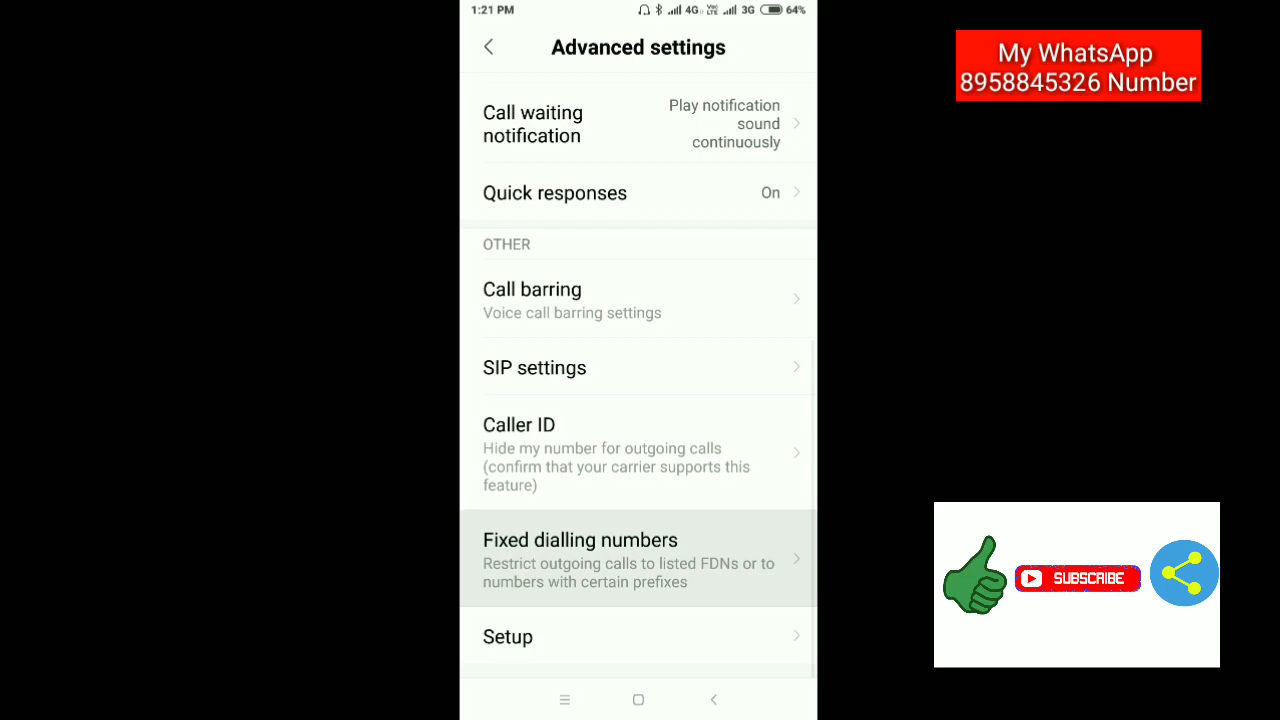 1:21 PM
4G
VoLTE
3G
64%
Advanced settings
Call waiting
notification
Play notification
sound
continuously
Quick responses
On
OTHER
Call barring
Voice call barring settings
SIP settings
Caller ID
Hide my number for outgoing calls
(confirm that your carrier supports this
feature)
Fixed dialling numbers
Restrict outgoing calls to listed FDNs or to
numbers with certain prefixes
Setup
My WhatsApp
8958845326 Number
SUBSCRIBE